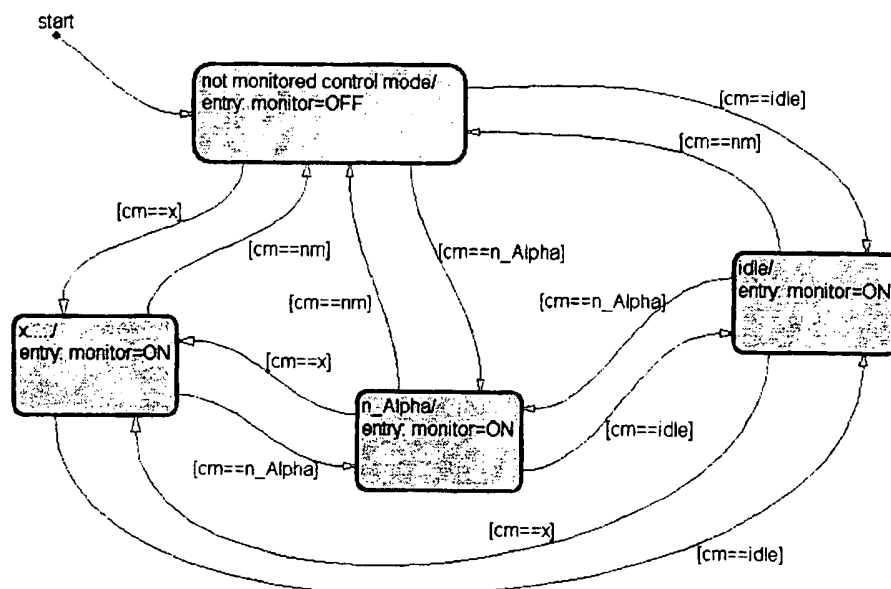 start
not monitored control mode/
entry: monitor=OFF
[cm==idle]
[cm==nm]
[cm==x]
[cm==nm]
[cm==n_Alpha]
idle/
entry: monitor=ON
[cm==n_Alpha]
[cm==nm]
x..../
entry: monitor=ON
[cm==x]
n_Alpha/
entry: monitor=ON
[cm==idle]
[cm==n_Alpha]
[cm==x]
[cm==idle]